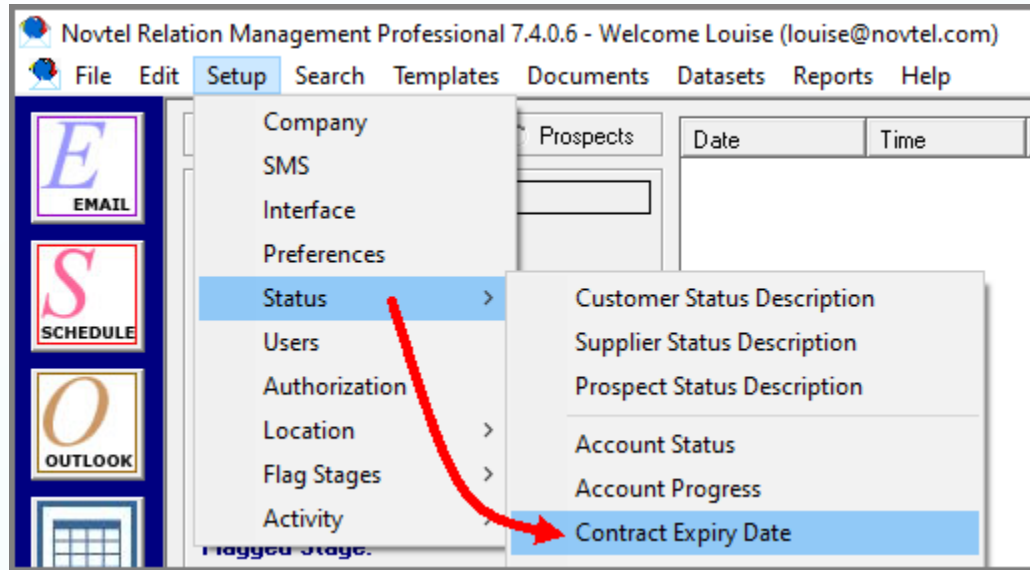 Novtel Relation Management Professional 7.4.0.6 - Welcome Louise (louise@novtel.com)
File Edit Setup Search Templates Documents Datasets Reports Help
Company
SMS
Interface
Preferences
Status >
Users
Authorization
Location >
Flag Stages >
Activity >
Customer Status Description
Supplier Status Description
Prospect Status Description
Account Status
Account Progress
Contract Expiry Date
E
EMAIL
S
SCHEDULE
O
OUTLOOK
Prospects
Date Time
Flagged Stage: